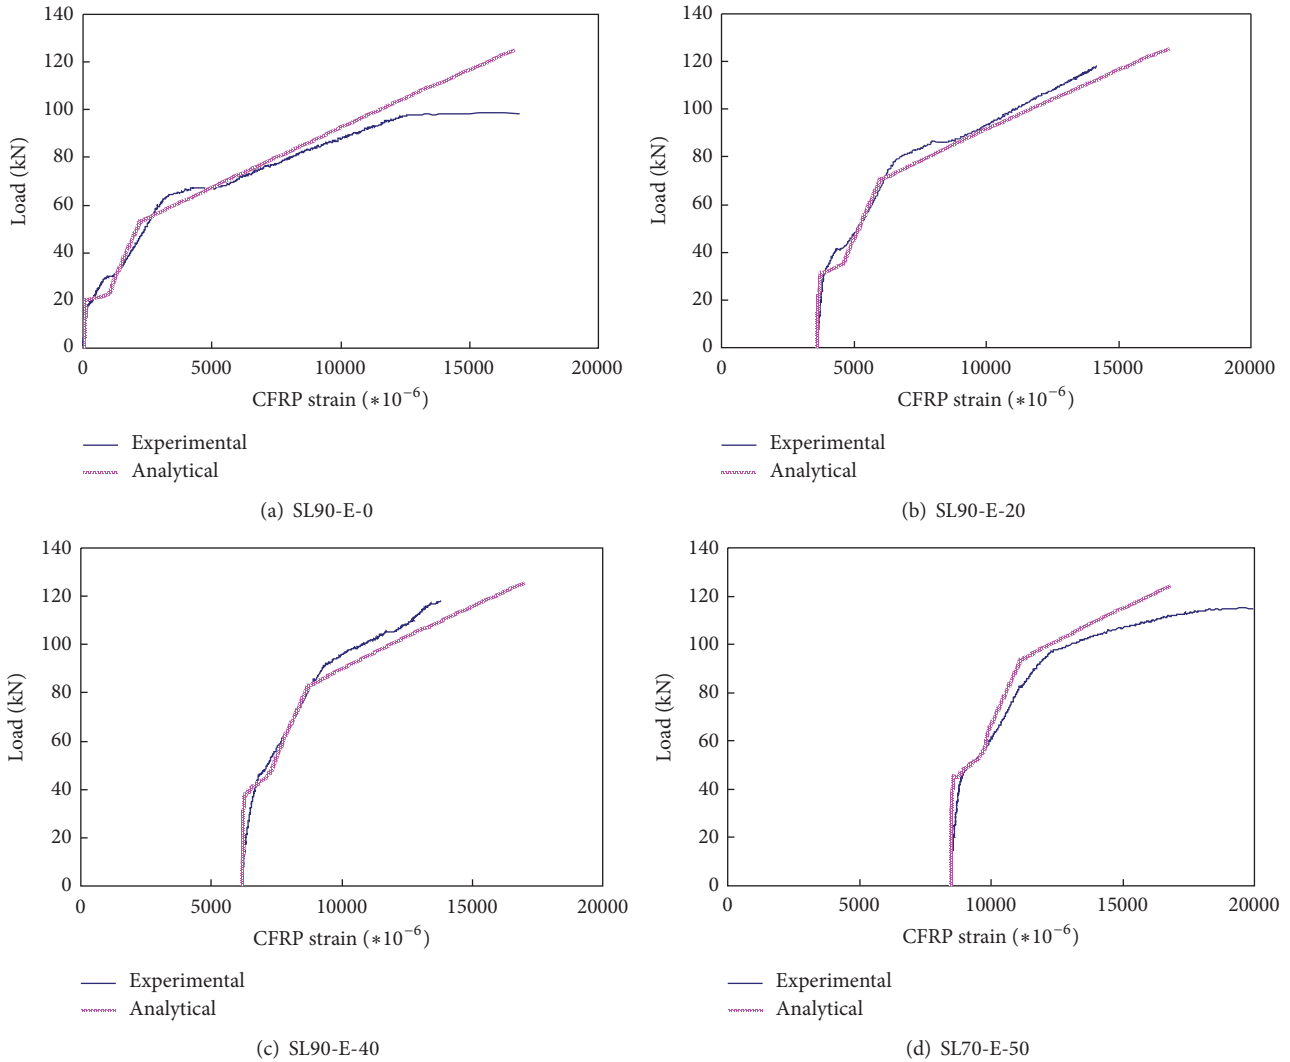 140
120
100
80
60
40
20
0
Load (kN)
0 5000 10000 15000 20000
CFRP strain (∗10⁻⁶)
Experimental
Analytical
(a) SL90-E-0
140
120
100
80
60
40
20
0
Load (kN)
0 5000 10000 15000 20000
CFRP strain (∗10⁻⁶)
Experimental
Analytical
(b) SL90-E-20
140
120
100
80
60
40
20
0
Load (kN)
0 5000 10000 15000 20000
CFRP strain (∗10⁻⁶)
Experimental
Analytical
(c) SL90-E-40
140
120
100
80
60
40
20
0
Load (kN)
0 5000 10000 15000 20000
CFRP strain (∗10⁻⁶)
Experimental
Analytical
(d) SL70-E-50